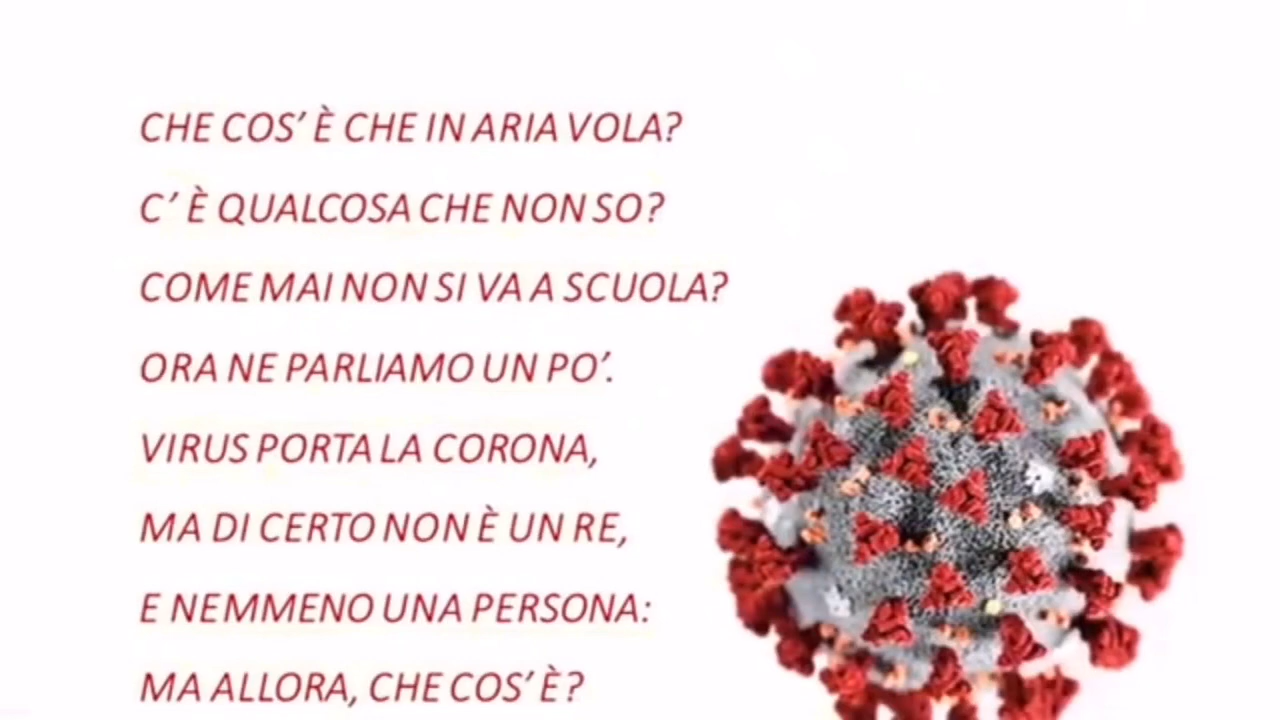 CHE COS’ È CHE IN ARIA VOLA?
C’ È QUALCOSA CHE NON SO?
COME MAI NON SI VA A SCUOLA?
ORA NE PARLIAMO UN PO’.
VIRUS PORTA LA CORONA,
MA DI CERTO NON È UN RE,
E NEMMENO UNA PERSONA:
MA ALLORA, CHE COS’ È?